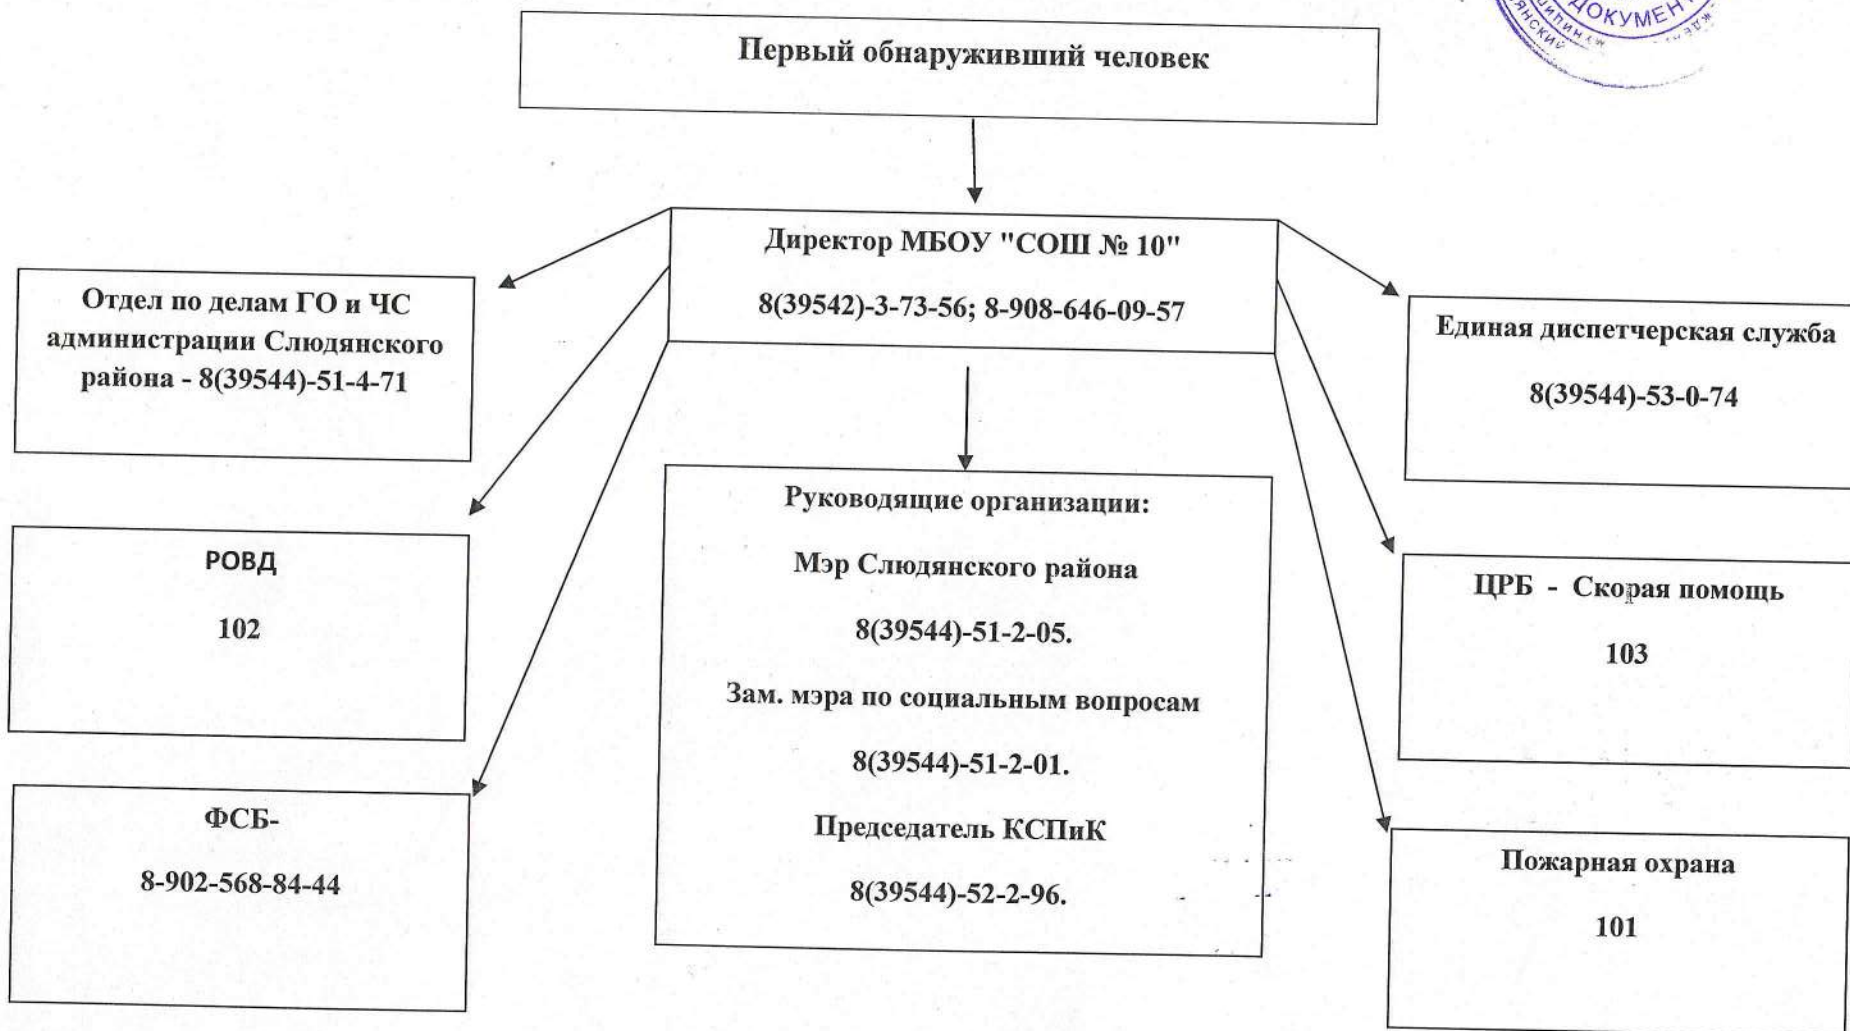 ДОКУМЕНТ
Первый обнаруживший человек
Директор МБОУ "СОШ № 10"
8(39542)-3-73-56; 8-908-646-09-57
Отдел по делам ГО и ЧС
администрации Слюдянского
района - 8(39544)-51-4-71
Единая диспетчерская служба
8(39544)-53-0-74
РОВД
102
Руководящие организации:
Мэр Слюдянского района
8(39544)-51-2-05.
Зам. мэра по социальным вопросам
8(39544)-51-2-01.
Председатель КСПиК
8(39544)-52-2-96.
ЦРБ - Скорая помощь
103
ФСБ-
8-902-568-84-44
Пожарная охрана
101